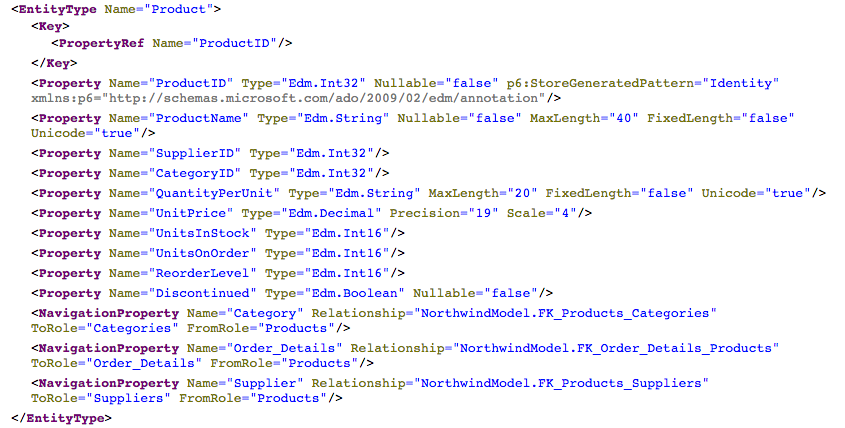 <EntityType Name="Product">
<Key>
<PropertyRef Name="ProductID"/>
</Key>
<Property Name="ProductID" Type="Edm.Int32" Nullable="false" p6:StoreGeneratedPattern="Identity"
xmlns:p6="http://schemas.microsoft.com/ado/2009/02/edm/annotation"/>
<Property Name="ProductName" Type="Edm.String" Nullable="false" MaxLength="40" FixedLength="false"
Unicode="true"/>
<Property Name="SupplierID" Type="Edm.Int32"/>
<Property Name="CategoryID" Type="Edm.Int32"/>
<Property Name="QuantityPerUnit" Type="Edm.String" MaxLength="20" FixedLength="false" Unicode="true"/>
<Property Name="UnitPrice" Type="Edm.Decimal" Precision="19" Scale="4"/>
<Property Name="UnitsInStock" Type="Edm.Int16"/>
<Property Name="UnitsOnOrder" Type="Edm.Int16"/>
<Property Name="ReorderLevel" Type="Edm.Int16"/>
<Property Name="Discontinued" Type="Edm.Boolean" Nullable="false"/>
<NavigationProperty Name="Category" Relationship="NorthwindModel.FK_Products_Categories"
ToRole="Categories" FromRole="Products"/>
<NavigationProperty Name="Order_Details" Relationship="NorthwindModel.FK_Order_Details_Products"
ToRole="Order_Details" FromRole="Products"/>
<NavigationProperty Name="Supplier" Relationship="NorthwindModel.FK_Products_Suppliers"
ToRole="Suppliers" FromRole="Products"/>
</EntityType>